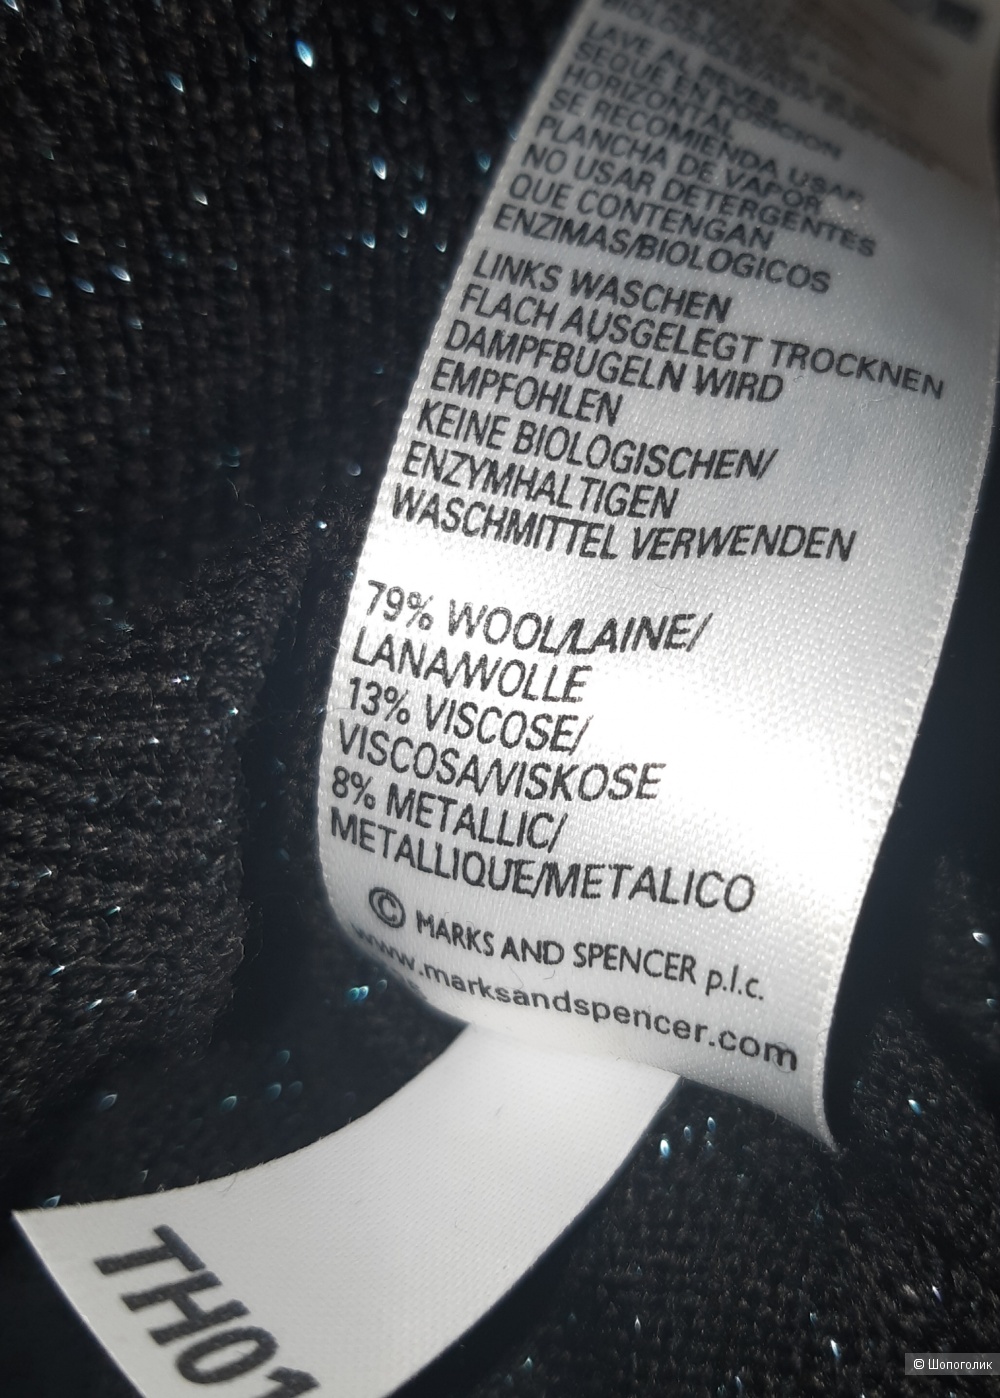 LAVE AL REVES
SEQUE EN POSICION
HORIZONTAL
SE RECOMIENDA USAR
PLANCHA DE VAPOR
NO USAR DETERGENTES
QUE CONTENGAN
ENZIMAS/BIOLOGICOS
LINKS WASCHEN
FLACH AUSGELEGT TROCKNEN
DAMPFBUGELN WIRD
EMPFOHLEN
KEINE BIOLOGISCHEN/
ENZYMHALTIGEN
WASCHMITTEL VERWENDEN
79% WOOL/LAINE/
LANA/WOLLE
13% VISCOSE/
VISCOSA/VISKOSE
8% METALLIC/
METALLIQUE/METALICO
© MARKS AND SPENCER p.l.c.
www.marksandspencer.com
TH01
© Шопоголик